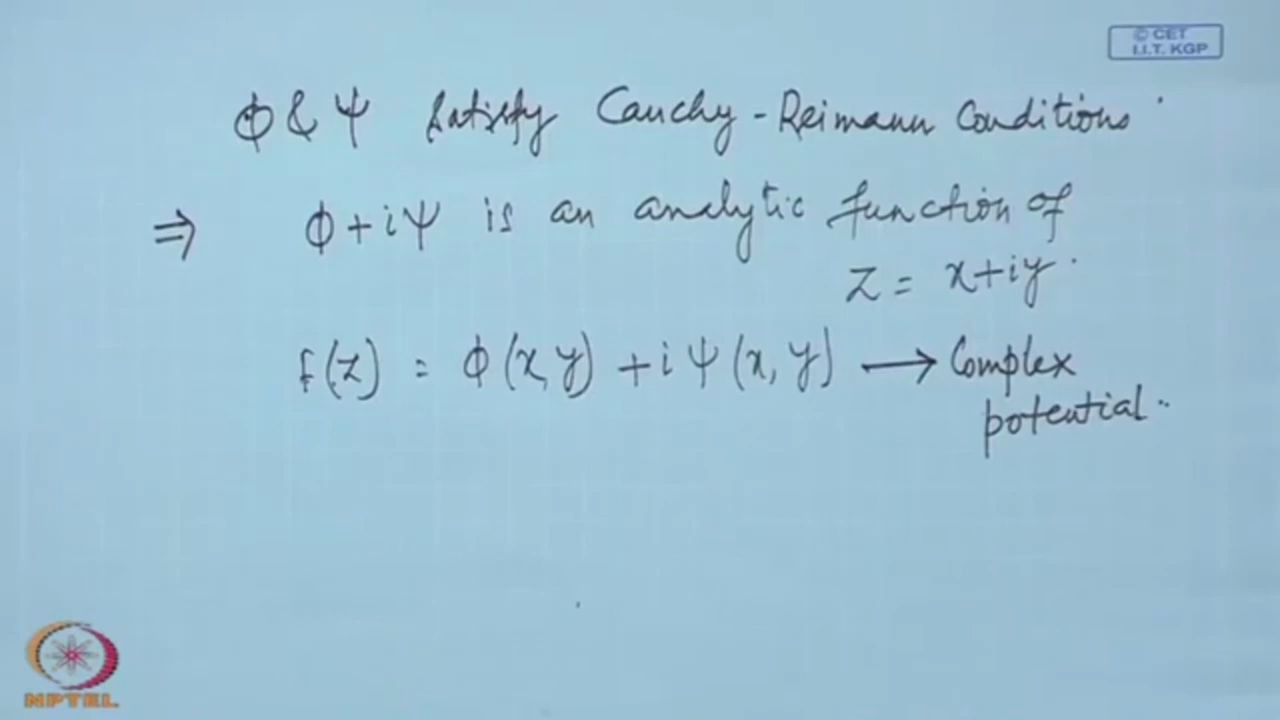 © CET
I.I.T. KGP
Φ & Ψ Satisfy Cauchy - Reimann Conditions.
⇒ Φ + iΨ is an analytic function of
Z = x + iy.
f(z) = Φ(x, y) + iΨ(x, y) → Complex
potential..
NPTEL